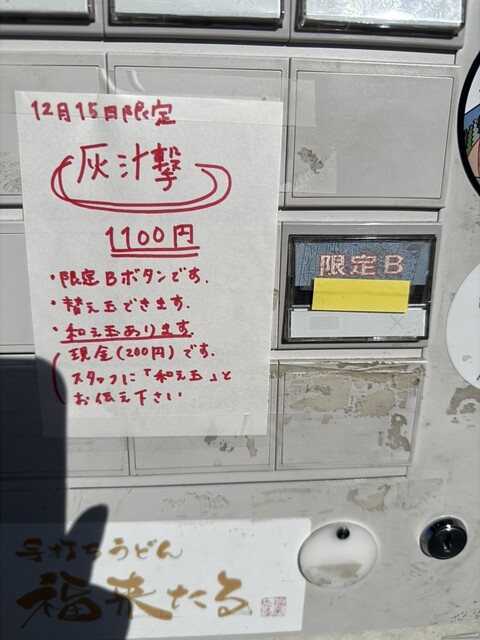 12月15日限定
灰汁撃
1100円
・限定Bボタンです。
・替え玉できます。
・和え玉あります。
現金(200円)です。
スタッフに「和え玉」と
お伝え下さい
限定B
手打ちうどん
福来たる